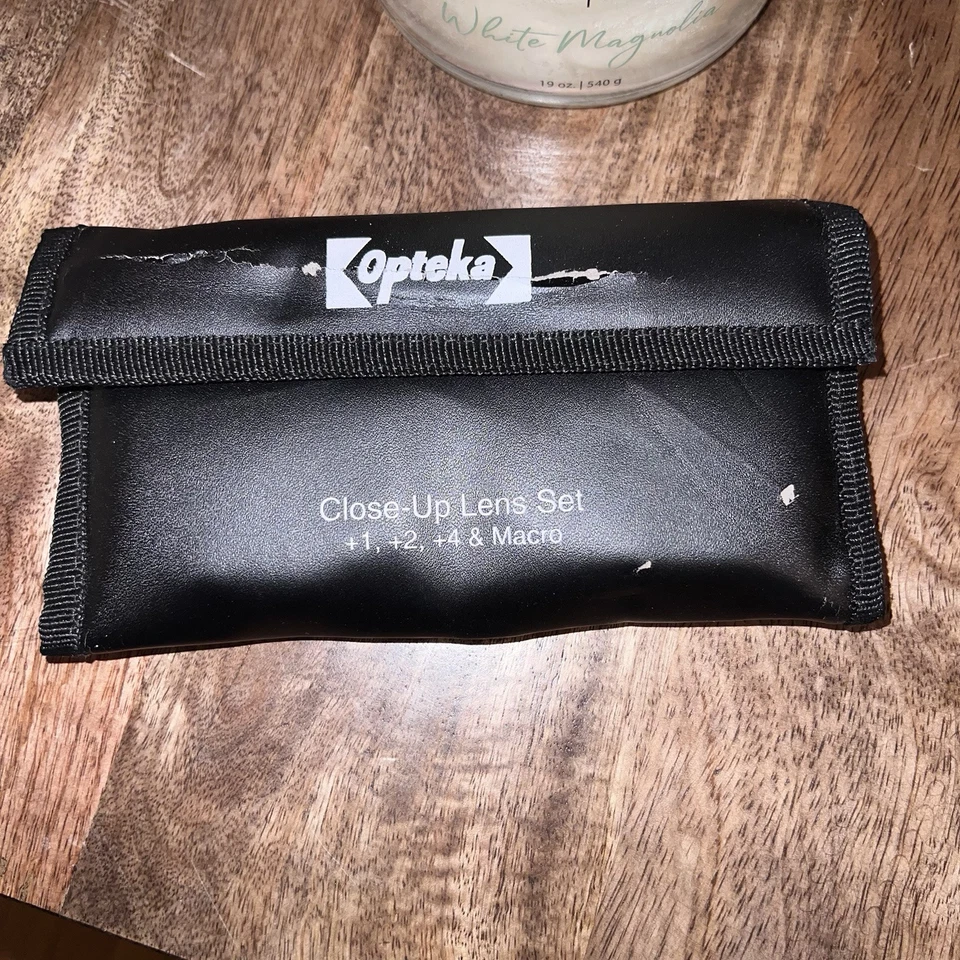 White Magnolia
19 oz. | 540 g
Opteka
Close-Up Lens Set
+1, +2, +4 & Macro